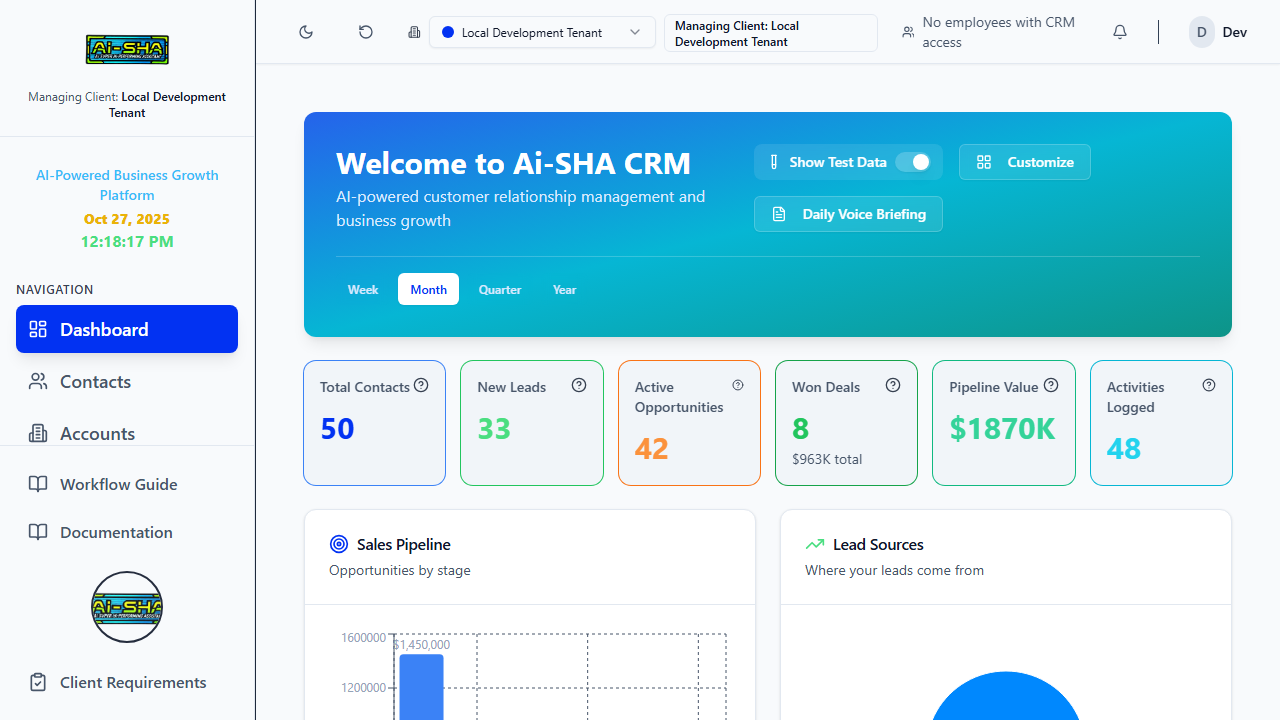 Ai-SHA
Managing Client: Local Development
Tenant
AI-Powered Business Growth
Platform
Oct 27, 2025
12:18:17 PM
NAVIGATION
Dashboard
Contacts
Accounts
Workflow Guide
Documentation
Ai-SHA
Client Requirements
Local Development Tenant
Managing Client: Local
Development Tenant
No employees with CRM
access
D
Dev
Welcome to Ai-SHA CRM
AI-powered customer relationship management and
business growth
Show Test Data
Customize
Daily Voice Briefing
Week
Month
Quarter
Year
Total Contacts
50
New Leads
33
Active
Opportunities
42
Won Deals
8
$963K total
Pipeline Value
$1870K
Activities
Logged
48
Sales Pipeline
Opportunities by stage
1600000
$1,450,000
1200000
Lead Sources
Where your leads come from